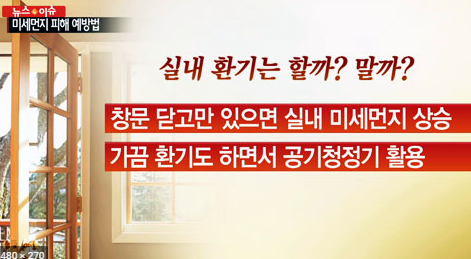 뉴스 이슈
미세먼지 피해 예방법
실내 환기는 할까? 말까?
창문 닫고만 있으면 실내 미세먼지 상승
가끔 환기도 하면서 공기청정기 활용
480 × 270